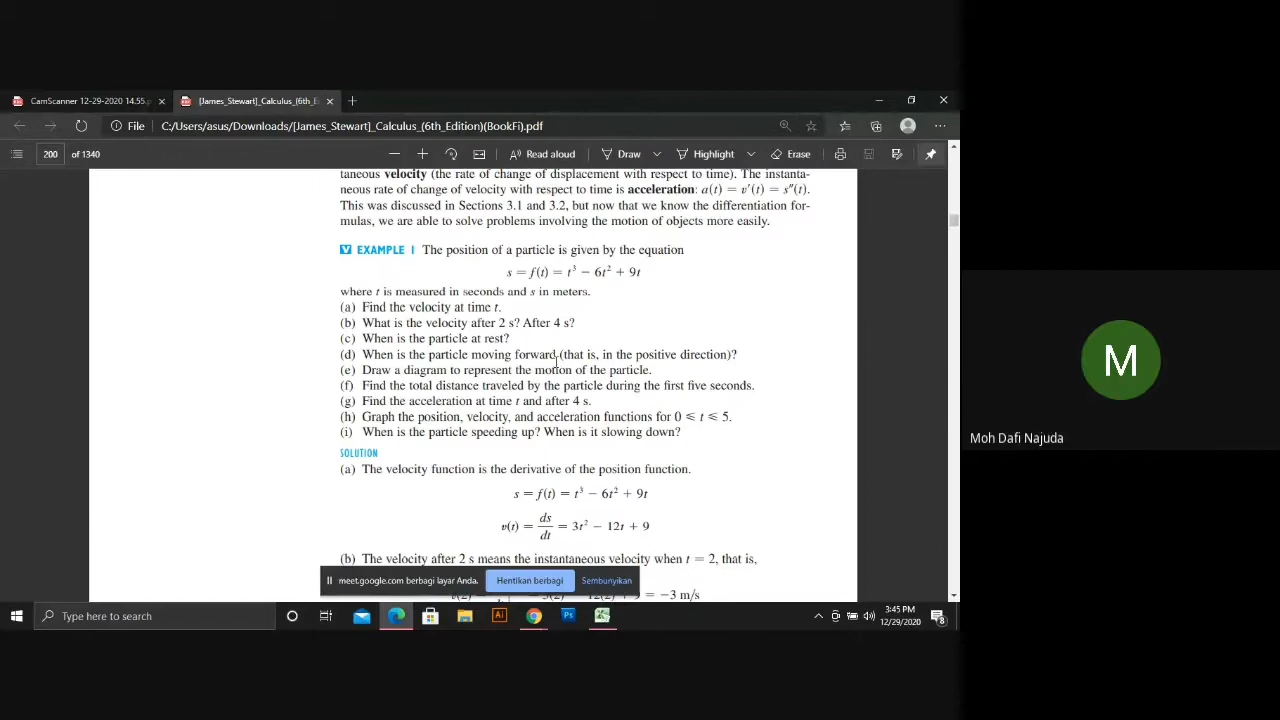 CamScanner 12-29-2020 14.55.p
[James_Stewart]_Calculus_(6th_E
File
C:/Users/asus/Downloads/[James_Stewart]_Calculus_(6th_Edition)(BookFi).pdf
200 of 1340
Read aloud
Draw
Highlight
Erase
taneous velocity (the rate of change of displacement with respect to time). The instanta-
neous rate of change of velocity with respect to time is acceleration: a(t) = v′(t) = s″(t).
This was discussed in Sections 3.1 and 3.2, but now that we know the differentiation for-
mulas, we are able to solve problems involving the motion of objects more easily.
V EXAMPLE 1 The position of a particle is given by the equation
s = f(t) = t³ − 6t² + 9t
where t is measured in seconds and s in meters.
(a) Find the velocity at time t.
(b) What is the velocity after 2 s? After 4 s?
(c) When is the particle at rest?
(d) When is the particle moving forward (that is, in the positive direction)?
(e) Draw a diagram to represent the motion of the particle.
(f) Find the total distance traveled by the particle during the first five seconds.
(g) Find the acceleration at time t and after 4 s.
(h) Graph the position, velocity, and acceleration functions for 0 ≤ t ≤ 5.
(i) When is the particle speeding up? When is it slowing down?
SOLUTION
(a) The velocity function is the derivative of the position function.
s = f(t) = t³ − 6t² + 9t
v(t) = ds/dt = 3t² − 12t + 9
(b) The velocity after 2 s means the instantaneous velocity when t = 2, that is,
= −3 m/s
meet.google.com berbagi layar Anda.
Hentikan berbagi
Sembunyikan
Type here to search
Ai
Ps
3:45 PM
12/29/2020
8
M
Moh Dafi Najuda